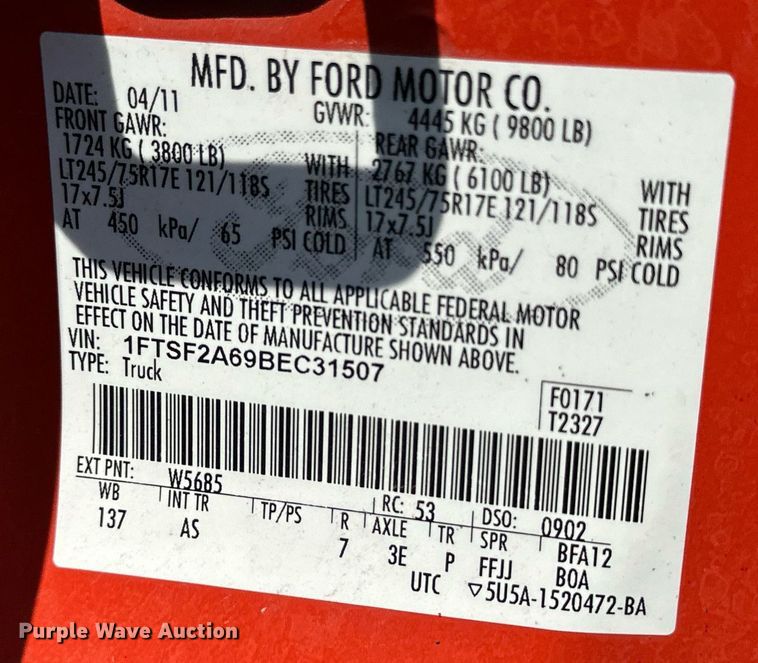 MFD. BY FORD MOTOR CO.
DATE: 04/11 GVWR: 4445 KG ( 9800 LB)
FRONT GAWR: REAR GAWR:
1724 KG ( 3800 LB) WITH 2767 KG ( 6100 LB) WITH
LT245/75R17E 121/118S TIRES LT245/75R17E 121/118S TIRES
17x7.5J RIMS 17x7.5J RIMS
AT 450 kPa/ 65 PSI COLD AT 550 kPa/ 80 PSI COLD
THIS VEHICLE CONFORMS TO ALL APPLICABLE FEDERAL MOTOR
VEHICLE SAFETY AND THEFT PREVENTION STANDARDS IN
EFFECT ON THE DATE OF MANUFACTURE SHOWN ABOVE.
VIN: 1FTSF2A69BEC31507
TYPE: Truck
F0171
T2327
EXT PNT: W5685 RC: 53 DSO: 0902
WB INT TR TP/PS R AXLE TR SPR BFA12
137 AS 7 3E P FFJJ BOA
UTC ▽5U5A-1520472-BA
Purple Wave Auction